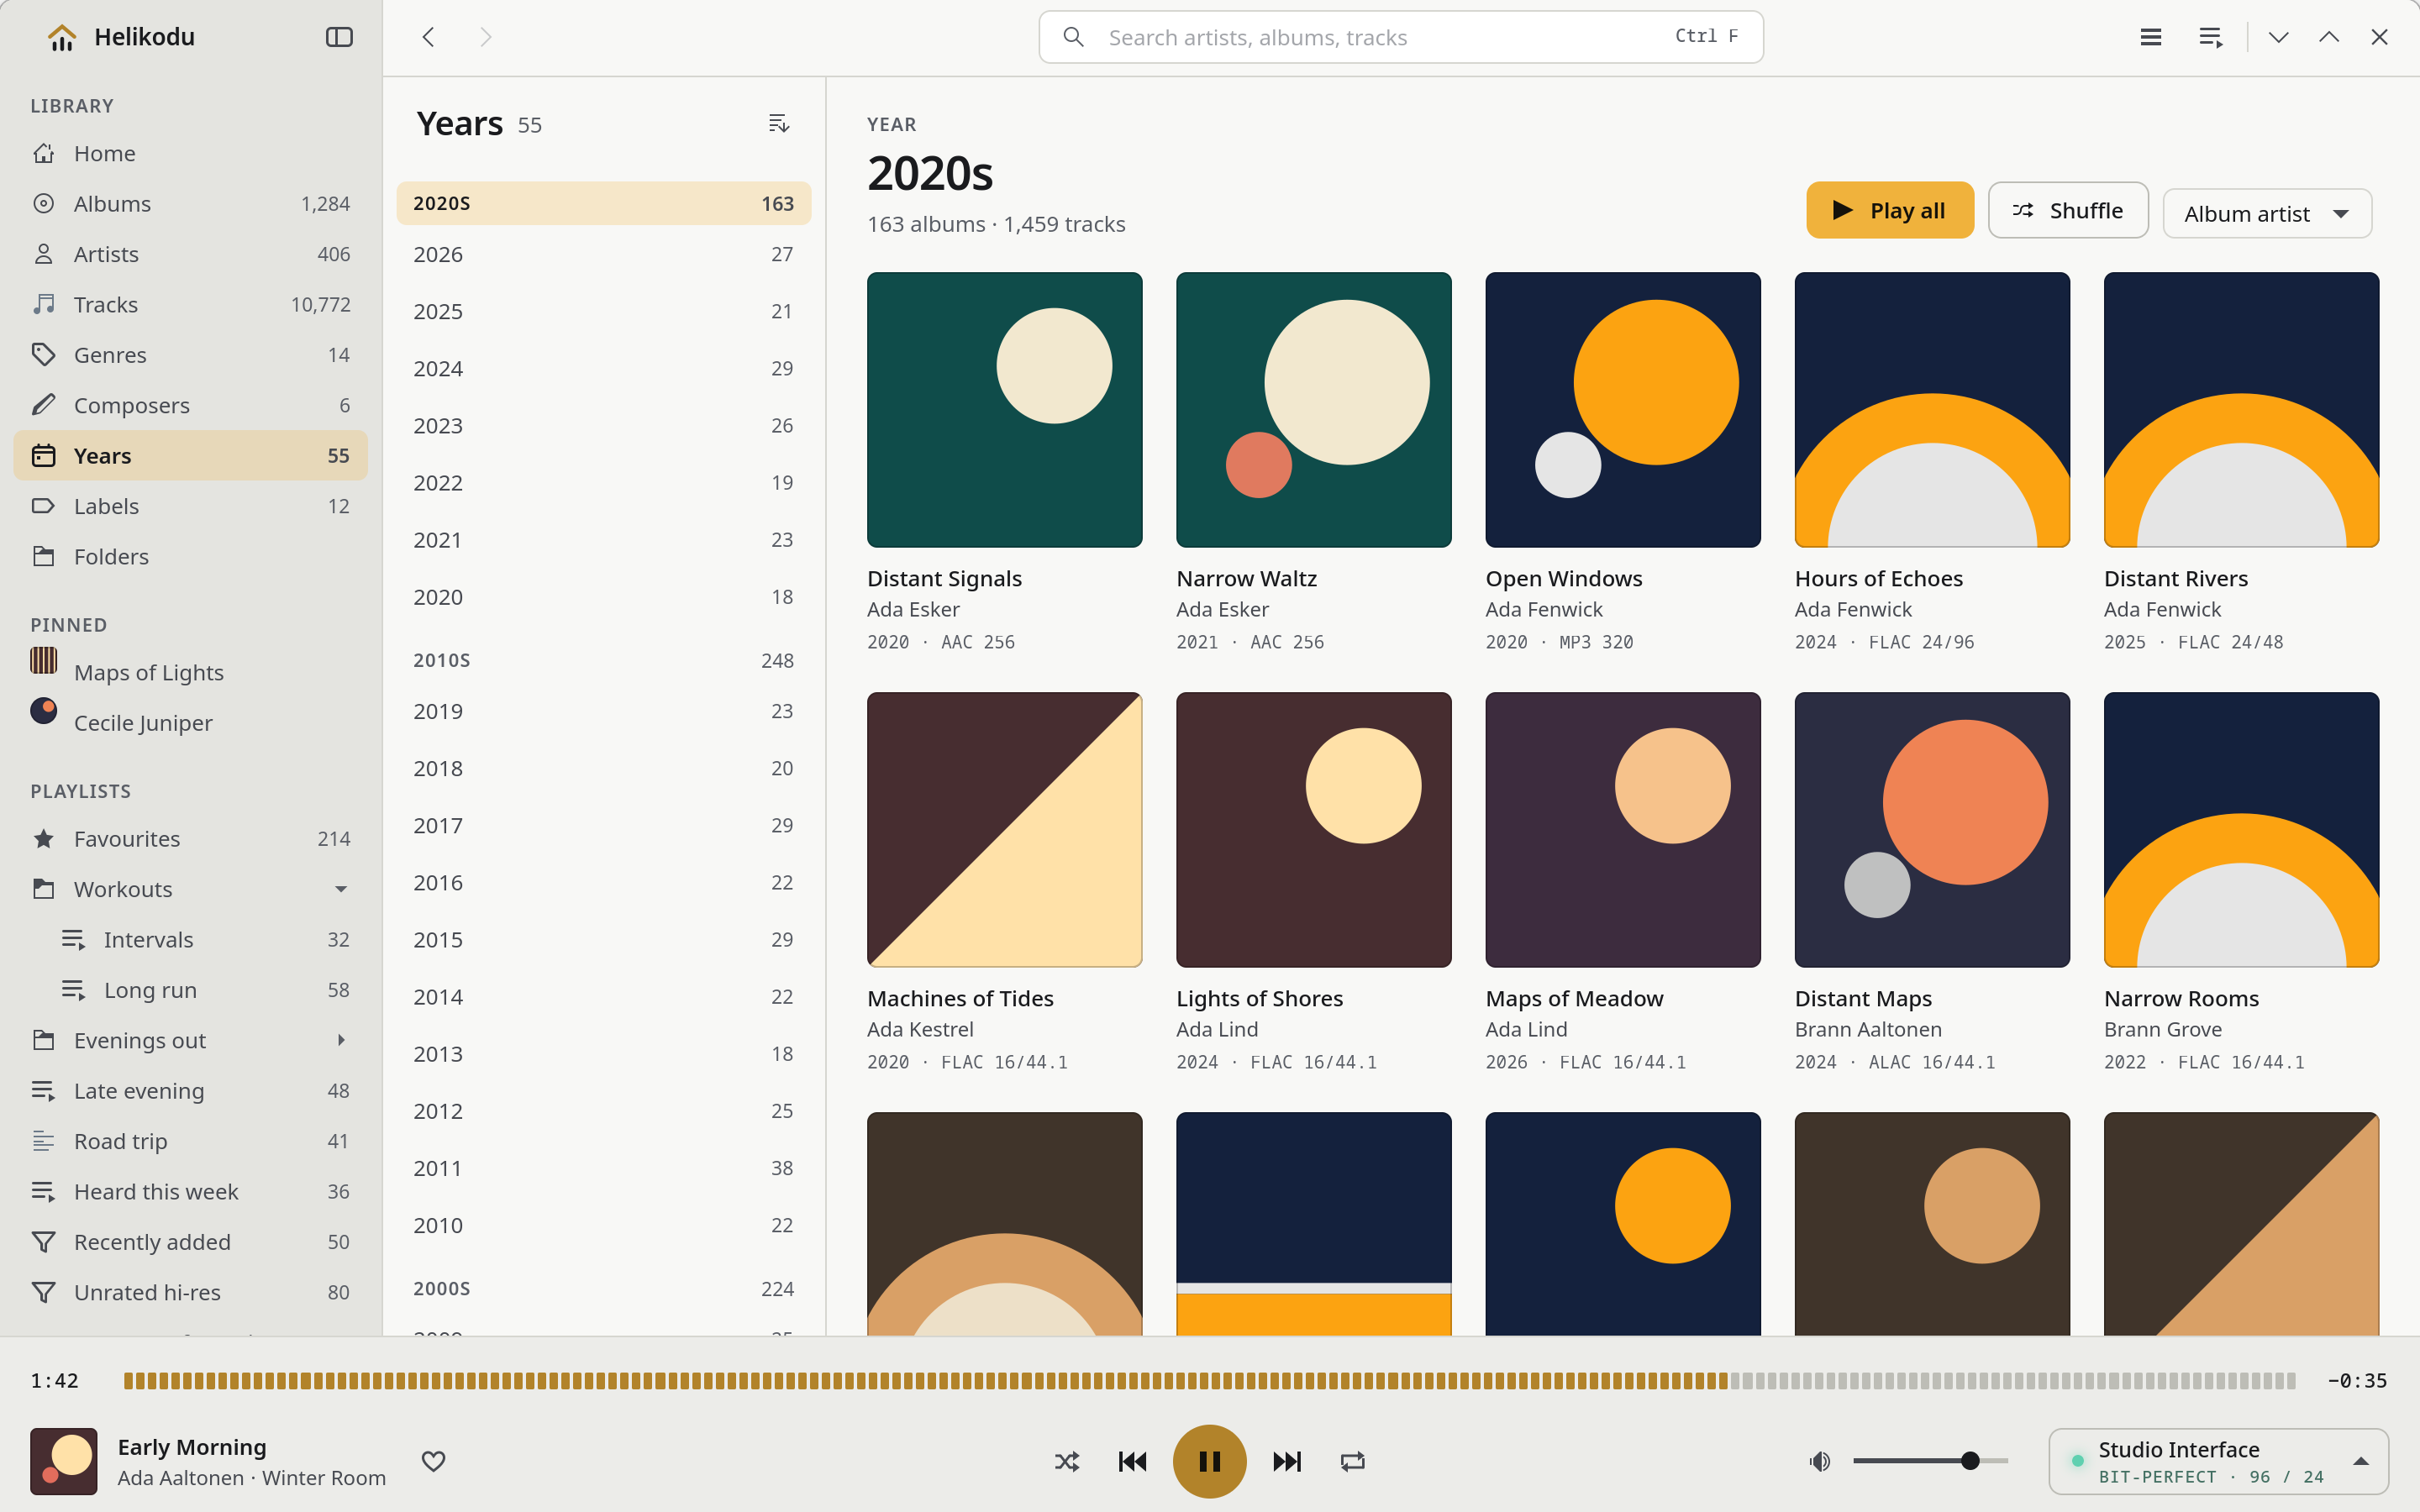 Helikodu
Search artists, albums, tracks
Ctrl F
LIBRARY
Home
Albums 1,284
Artists 406
Tracks 10,772
Genres 14
Composers 6
Years 55
Labels 12
Folders
PINNED
Maps of Lights
Cecile Juniper
PLAYLISTS
Favourites 214
Workouts
Intervals 32
Long run 58
Evenings out
Late evening 48
Road trip 41
Heard this week 36
Recently added 50
Unrated hi-res 80
Years 55
2020S 163
2026 27
2025 21
2024 29
2023 26
2022 19
2021 23
2020 18
2010S 248
2019 23
2018 20
2017 29
2016 22
2015 29
2014 22
2013 18
2012 25
2011 38
2010 22
2000S 224
YEAR
2020s
163 albums · 1,459 tracks
Play all
Shuffle
Album artist
Distant Signals
Ada Esker
2020 · AAC 256
Narrow Waltz
Ada Esker
2021 · AAC 256
Open Windows
Ada Fenwick
2020 · MP3 320
Hours of Echoes
Ada Fenwick
2024 · FLAC 24/96
Distant Rivers
Ada Fenwick
2025 · FLAC 24/48
Machines of Tides
Ada Kestrel
2020 · FLAC 16/44.1
Lights of Shores
Ada Lind
2024 · FLAC 16/44.1
Maps of Meadow
Ada Lind
2026 · FLAC 16/44.1
Distant Maps
Brann Aaltonen
2024 · ALAC 16/44.1
Narrow Rooms
Brann Grove
2022 · FLAC 16/44.1
1:42
−0:35
Early Morning
Ada Aaltonen · Winter Room
Studio Interface
BIT-PERFECT · 96 / 24